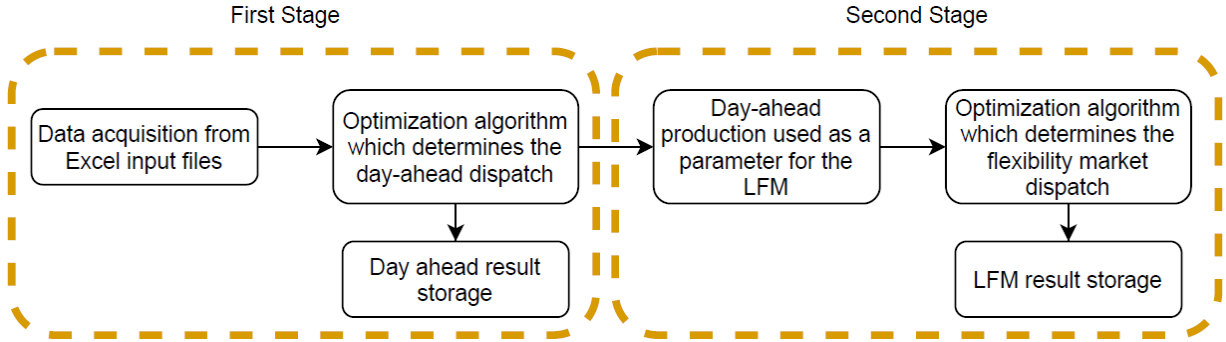 First Stage
Second Stage
Data acquisition from
Excel input files
Optimization algorithm
which determines the
day-ahead dispatch
Day ahead result
storage
Day-ahead
production used as a
parameter for the
LFM
Optimization algorithm
which determines the
flexibility market
dispatch
LFM result storage